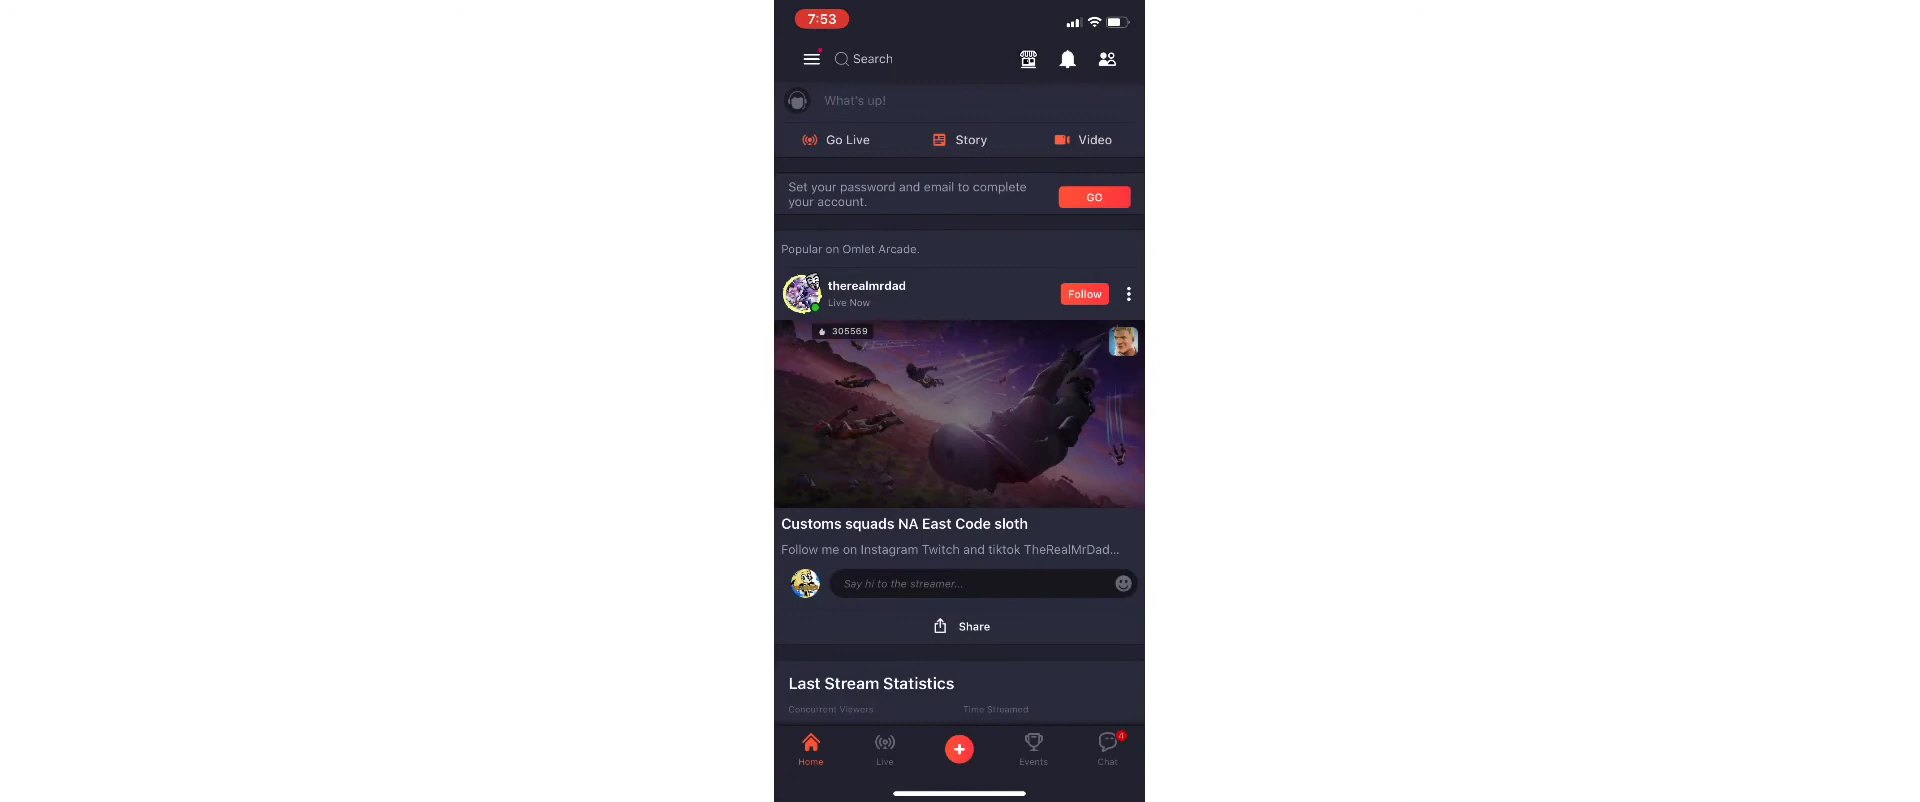 7:53
Search
What's up!
Go Live
Story
Video
Set your password and email to complete
your account.
GO
Popular on Omlet Arcade.
therealmrdad
Live Now
Follow
305569
Customs squads NA East Code sloth
Follow me on Instagram Twitch and tiktok TheRealMrDad...
Say hi to the streamer...
Share
Last Stream Statistics
Concurrent Viewers
Time Streamed
4
Home
Live
Events
Chat